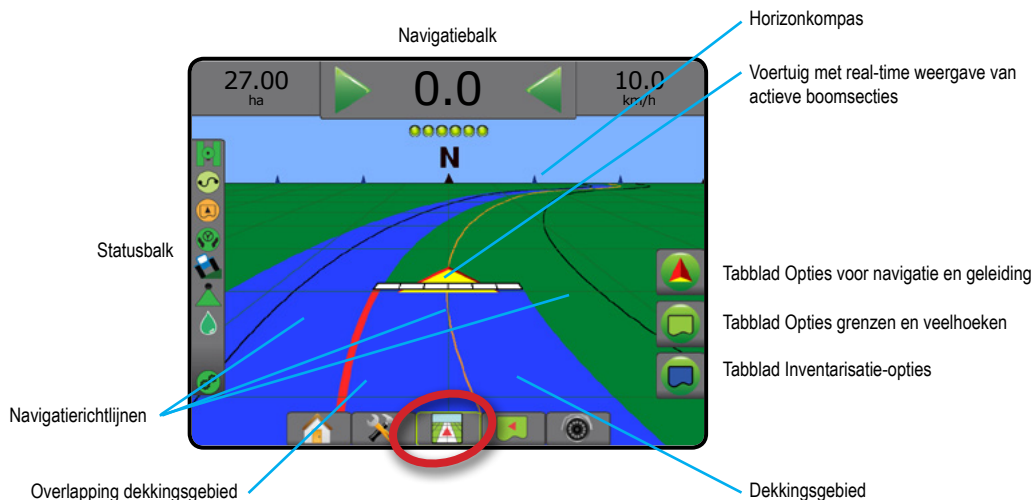 Horizonkompas
Navigatiebalk
Voertuig met real-time weergave van
actieve boomsecties
27.00
ha
0.0
10.0
km/h
N
Statusbalk
Tabblad Opties voor navigatie en geleiding
Tabblad Opties grenzen en veelhoeken
Tabblad Inventarisatie-opties
Navigatierichtlijnen
Overlapping dekkingsgebied
Dekkingsgebied